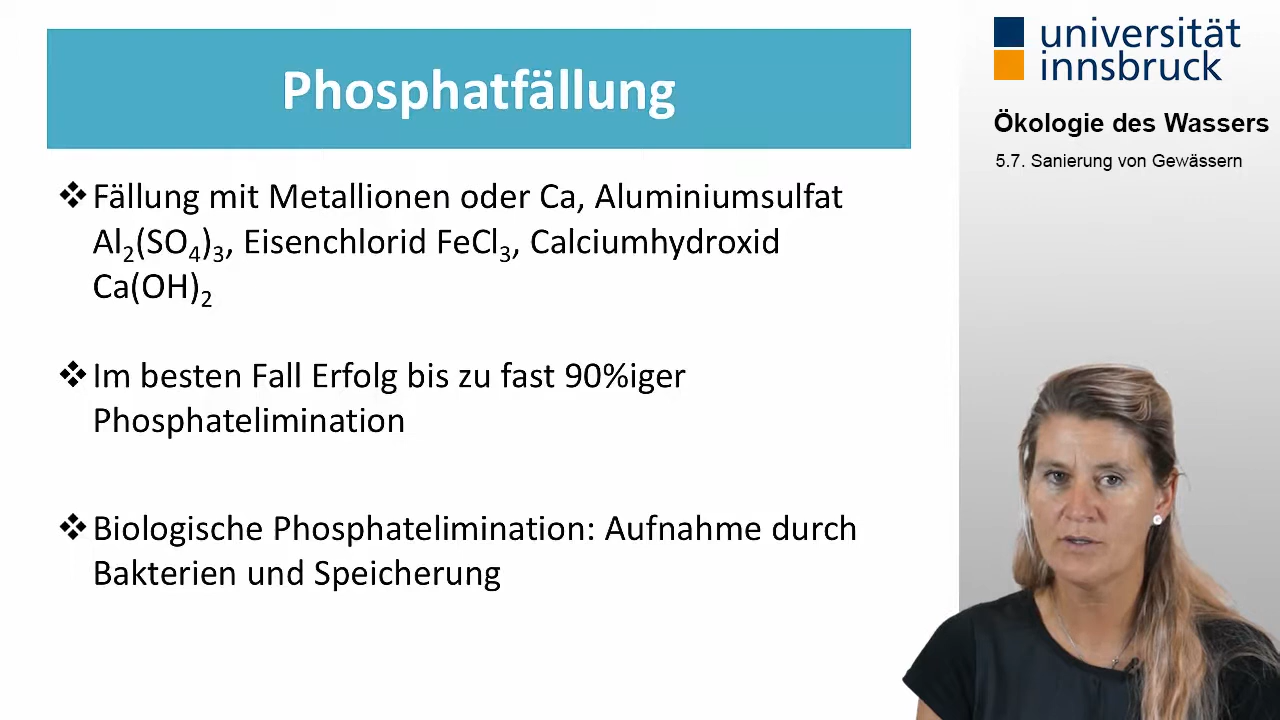 Phosphatfällung
❖Fällung mit Metallionen oder Ca, Aluminiumsulfat
Al₂(SO₄)₃, Eisenchlorid FeCl₃, Calciumhydroxid
Ca(OH)₂
❖Im besten Fall Erfolg bis zu fast 90%iger
Phosphatelimination
❖Biologische Phosphatelimination: Aufnahme durch
Bakterien und Speicherung
universität
innsbruck
Ökologie des Wassers
5.7. Sanierung von Gewässern